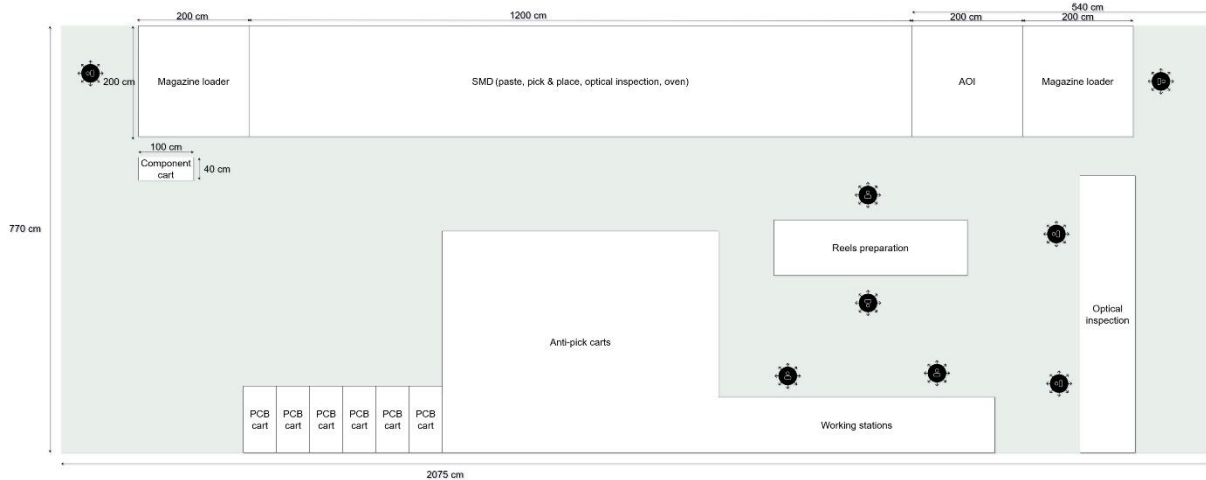 540 cm
200 cm
1200 cm
200 cm
200 cm
200 cm
Magazine loader
SMD (paste, pick & place, optical inspection, oven)
AOI
Magazine loader
100 cm
Component
cart
40 cm
770 cm
Reels preparation
Optical
inspection
Anti-pick carts
PCB
cart
PCB
cart
PCB
cart
PCB
cart
PCB
cart
PCB
cart
Working stations
2075 cm